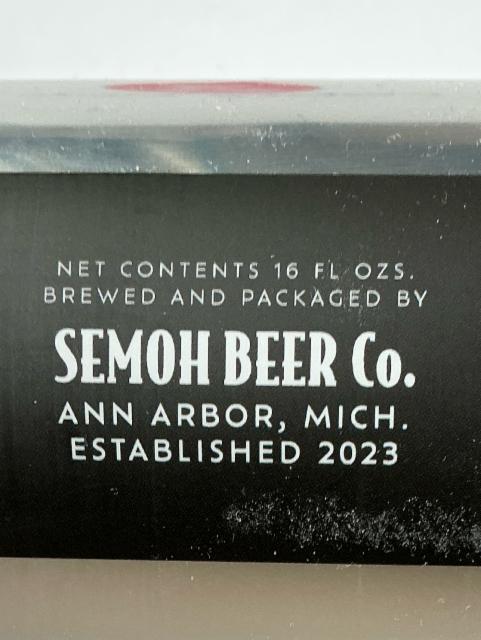 NET CONTENTS 16 FL OZS.
BREWED AND PACKAGED BY
SEMOH BEER Co.
ANN ARBOR, MICH.
ESTABLISHED 2023